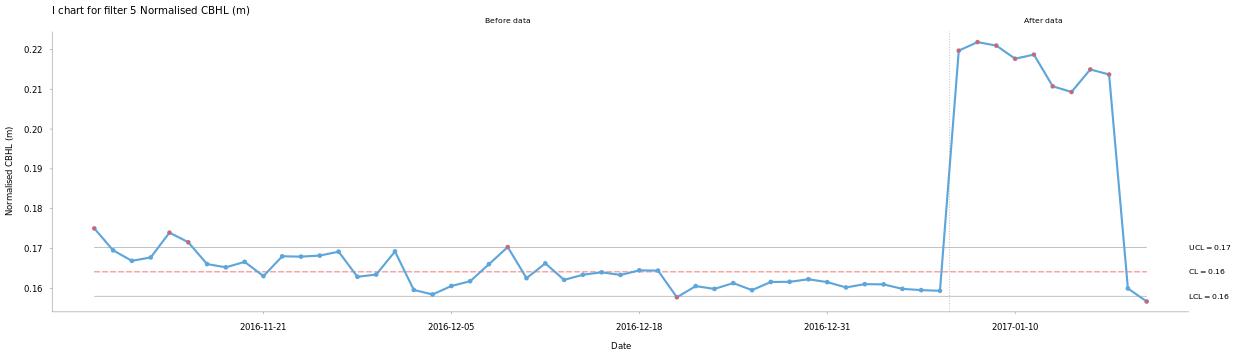 I chart for filter 5 Normalised CBHL (m)
Before data
After data
0.22
0.21
0.20
0.19
0.18
0.17
0.16
Normalised CBHL (m)
UCL = 0.17
CL = 0.16
LCL = 0.16
2016-11-21
2016-12-05
2016-12-18
2016-12-31
2017-01-10
Date